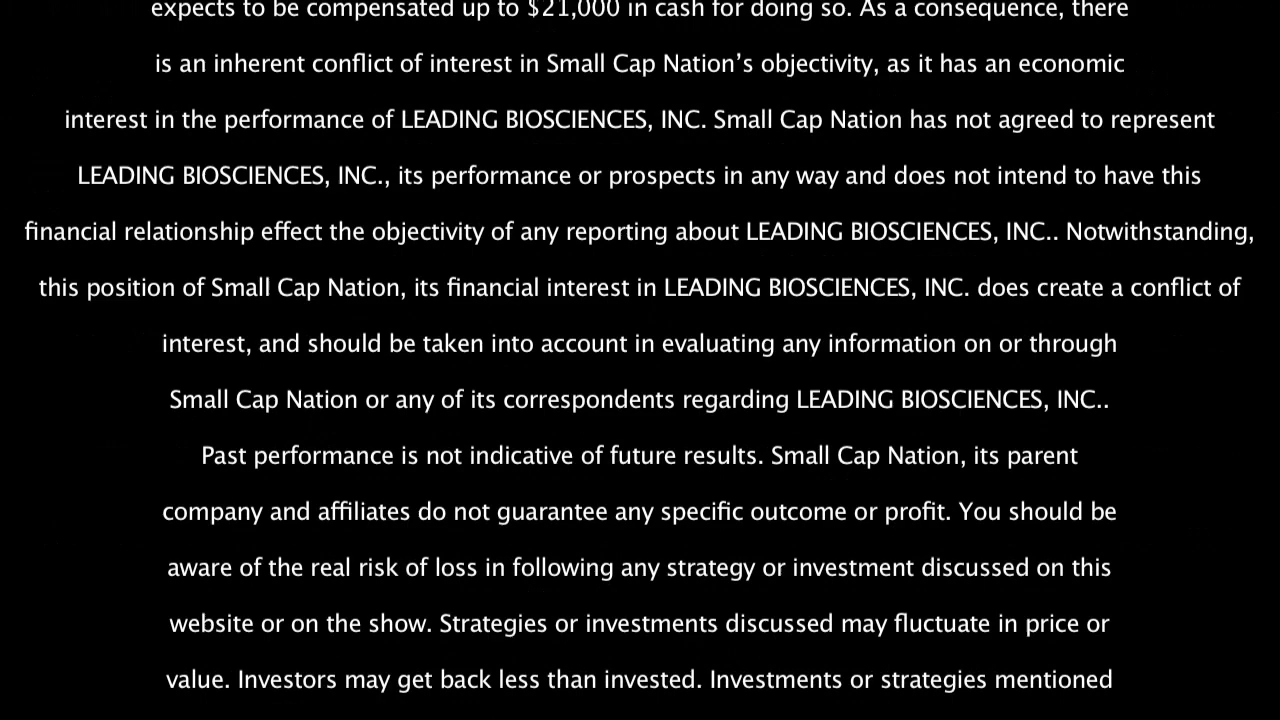 expects to be compensated up to $21,000 in cash for doing so. As a consequence, there
is an inherent conflict of interest in Small Cap Nation’s objectivity, as it has an economic
interest in the performance of LEADING BIOSCIENCES, INC. Small Cap Nation has not agreed to represent
LEADING BIOSCIENCES, INC., its performance or prospects in any way and does not intend to have this
financial relationship effect the objectivity of any reporting about LEADING BIOSCIENCES, INC.. Notwithstanding,
this position of Small Cap Nation, its financial interest in LEADING BIOSCIENCES, INC. does create a conflict of
interest, and should be taken into account in evaluating any information on or through
Small Cap Nation or any of its correspondents regarding LEADING BIOSCIENCES, INC..
Past performance is not indicative of future results. Small Cap Nation, its parent
company and affiliates do not guarantee any specific outcome or profit. You should be
aware of the real risk of loss in following any strategy or investment discussed on this
website or on the show. Strategies or investments discussed may fluctuate in price or
value. Investors may get back less than invested. Investments or strategies mentioned